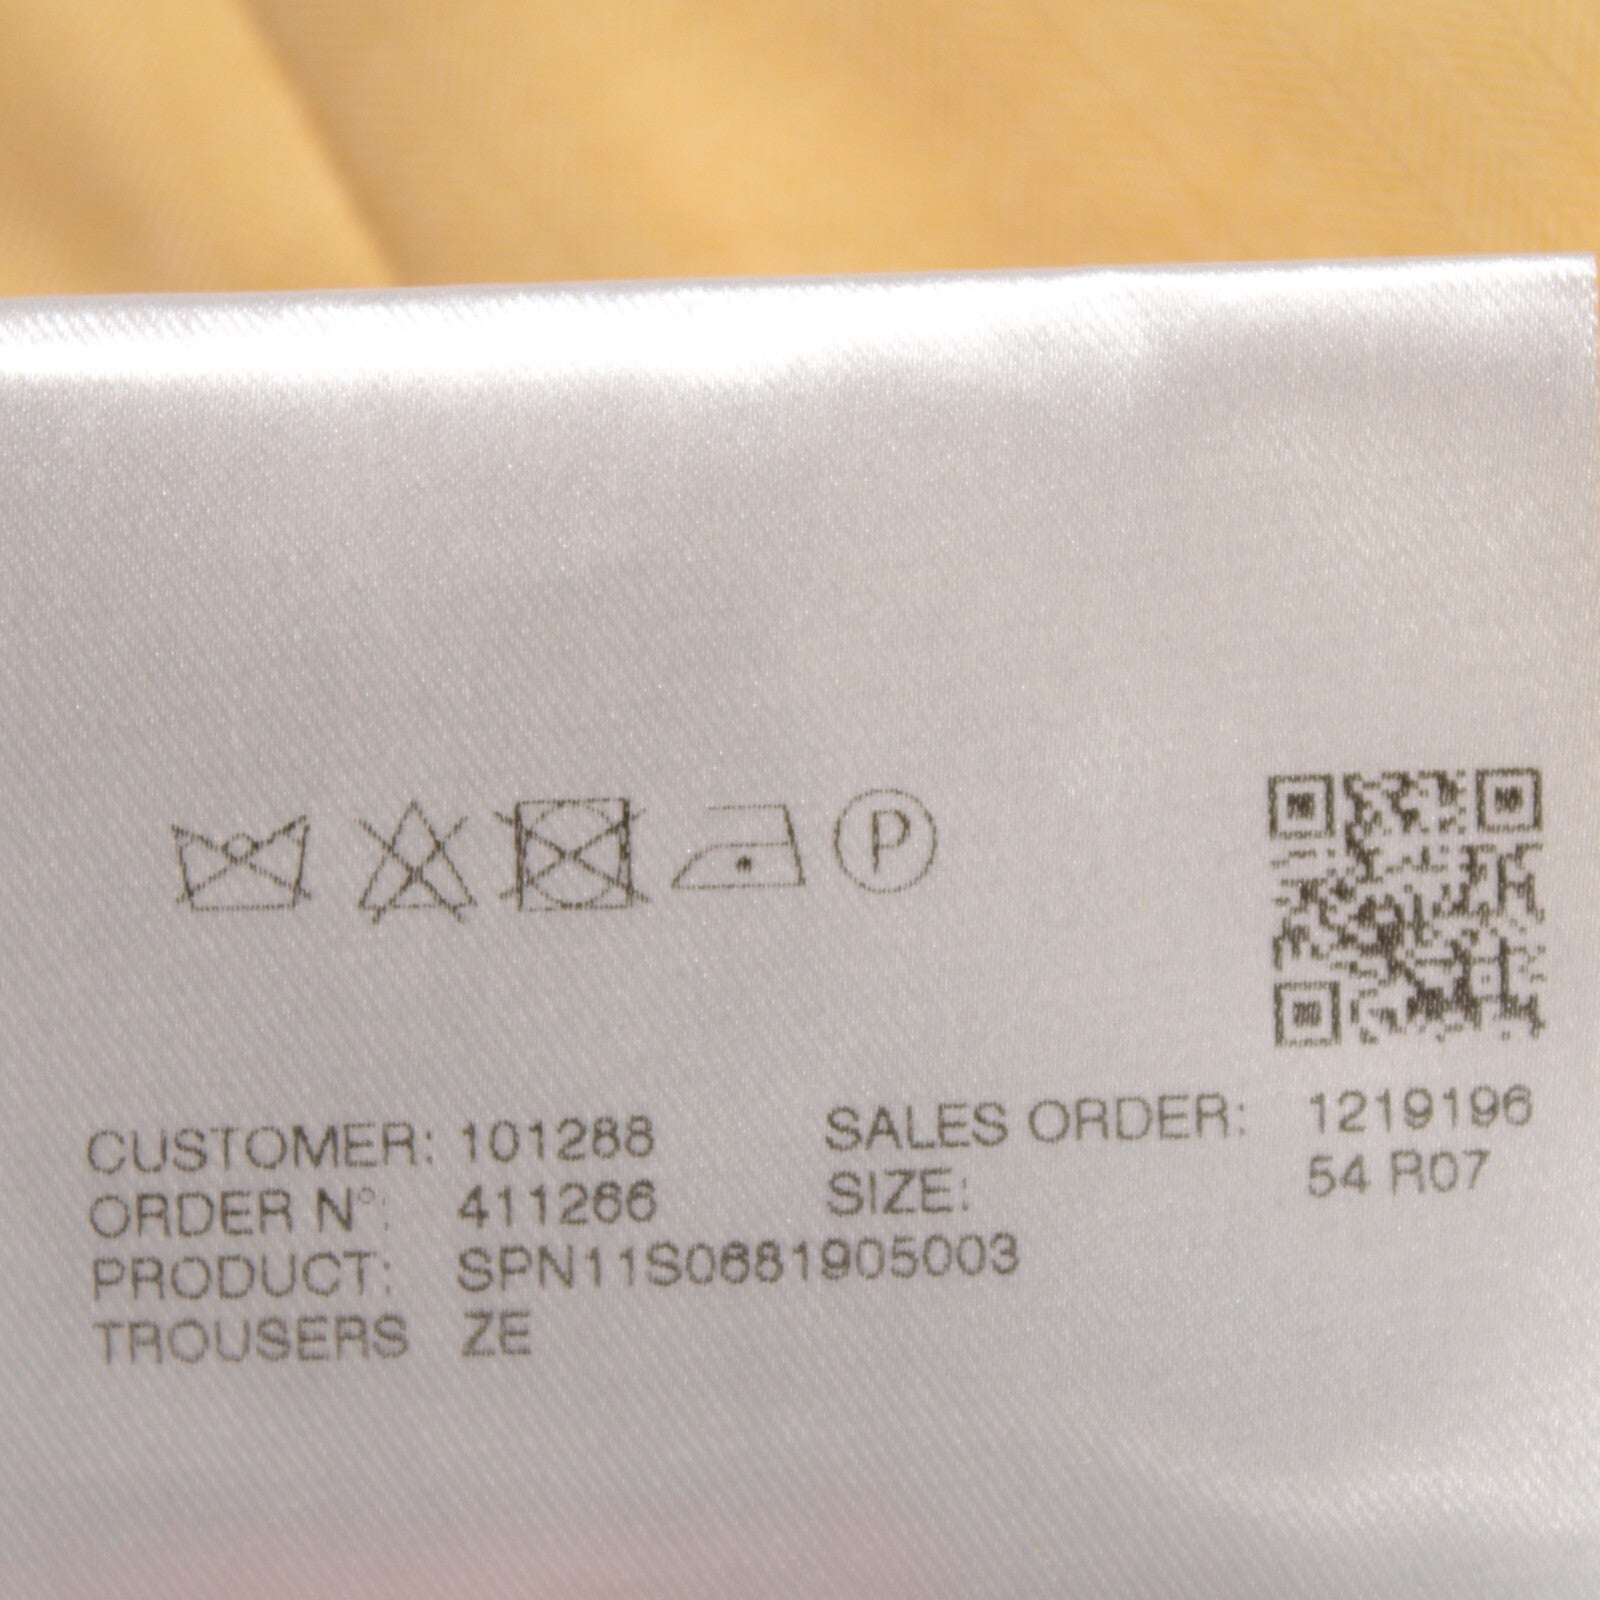 P
CUSTOMER: 101288 SALES ORDER: 1219196
ORDER N°: 411266 SIZE: 54 R07
PRODUCT: SPN11S0681905003
TROUSERS ZE